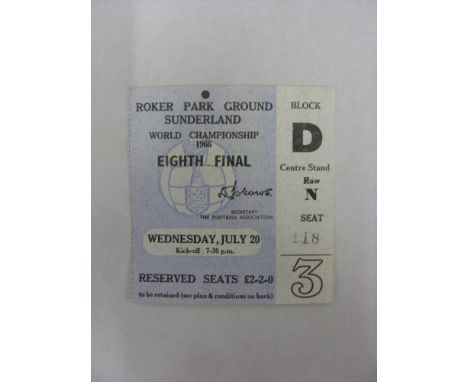 ROKER PARK GROUND
SUNDERLAND
WORLD CHAMPIONSHIP
1966
EIGHTH FINAL
SECRETARY
THE FOOTBALL ASSOCIATION
WEDNESDAY, JULY 20
Kick-off 7-30 p.m.
RESERVED SEATS £2-2-0
to be retained (see plan & conditions on back)
BLOCK
D
Centre Stand
Row
N
SEAT
118
3